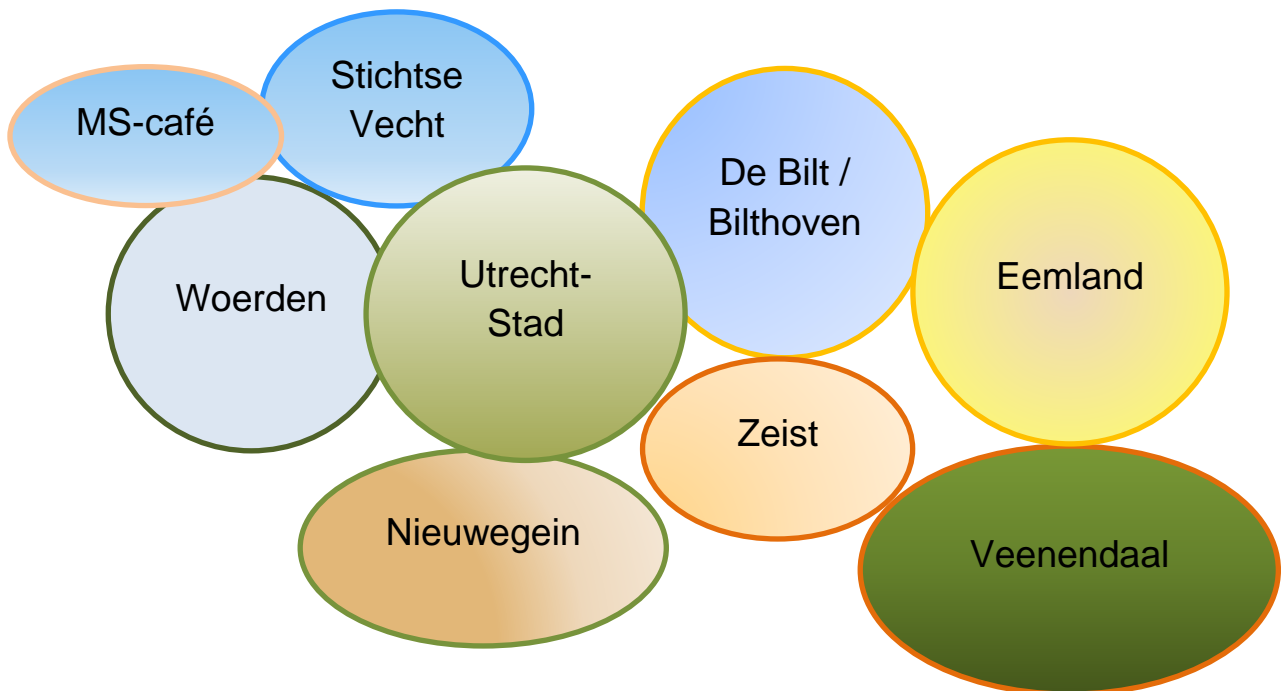 MS-café
Stichtse
Vecht
De Bilt /
Bilthoven
Woerden
Utrecht-
Stad
Eemland
Zeist
Nieuwegein
Veenendaal